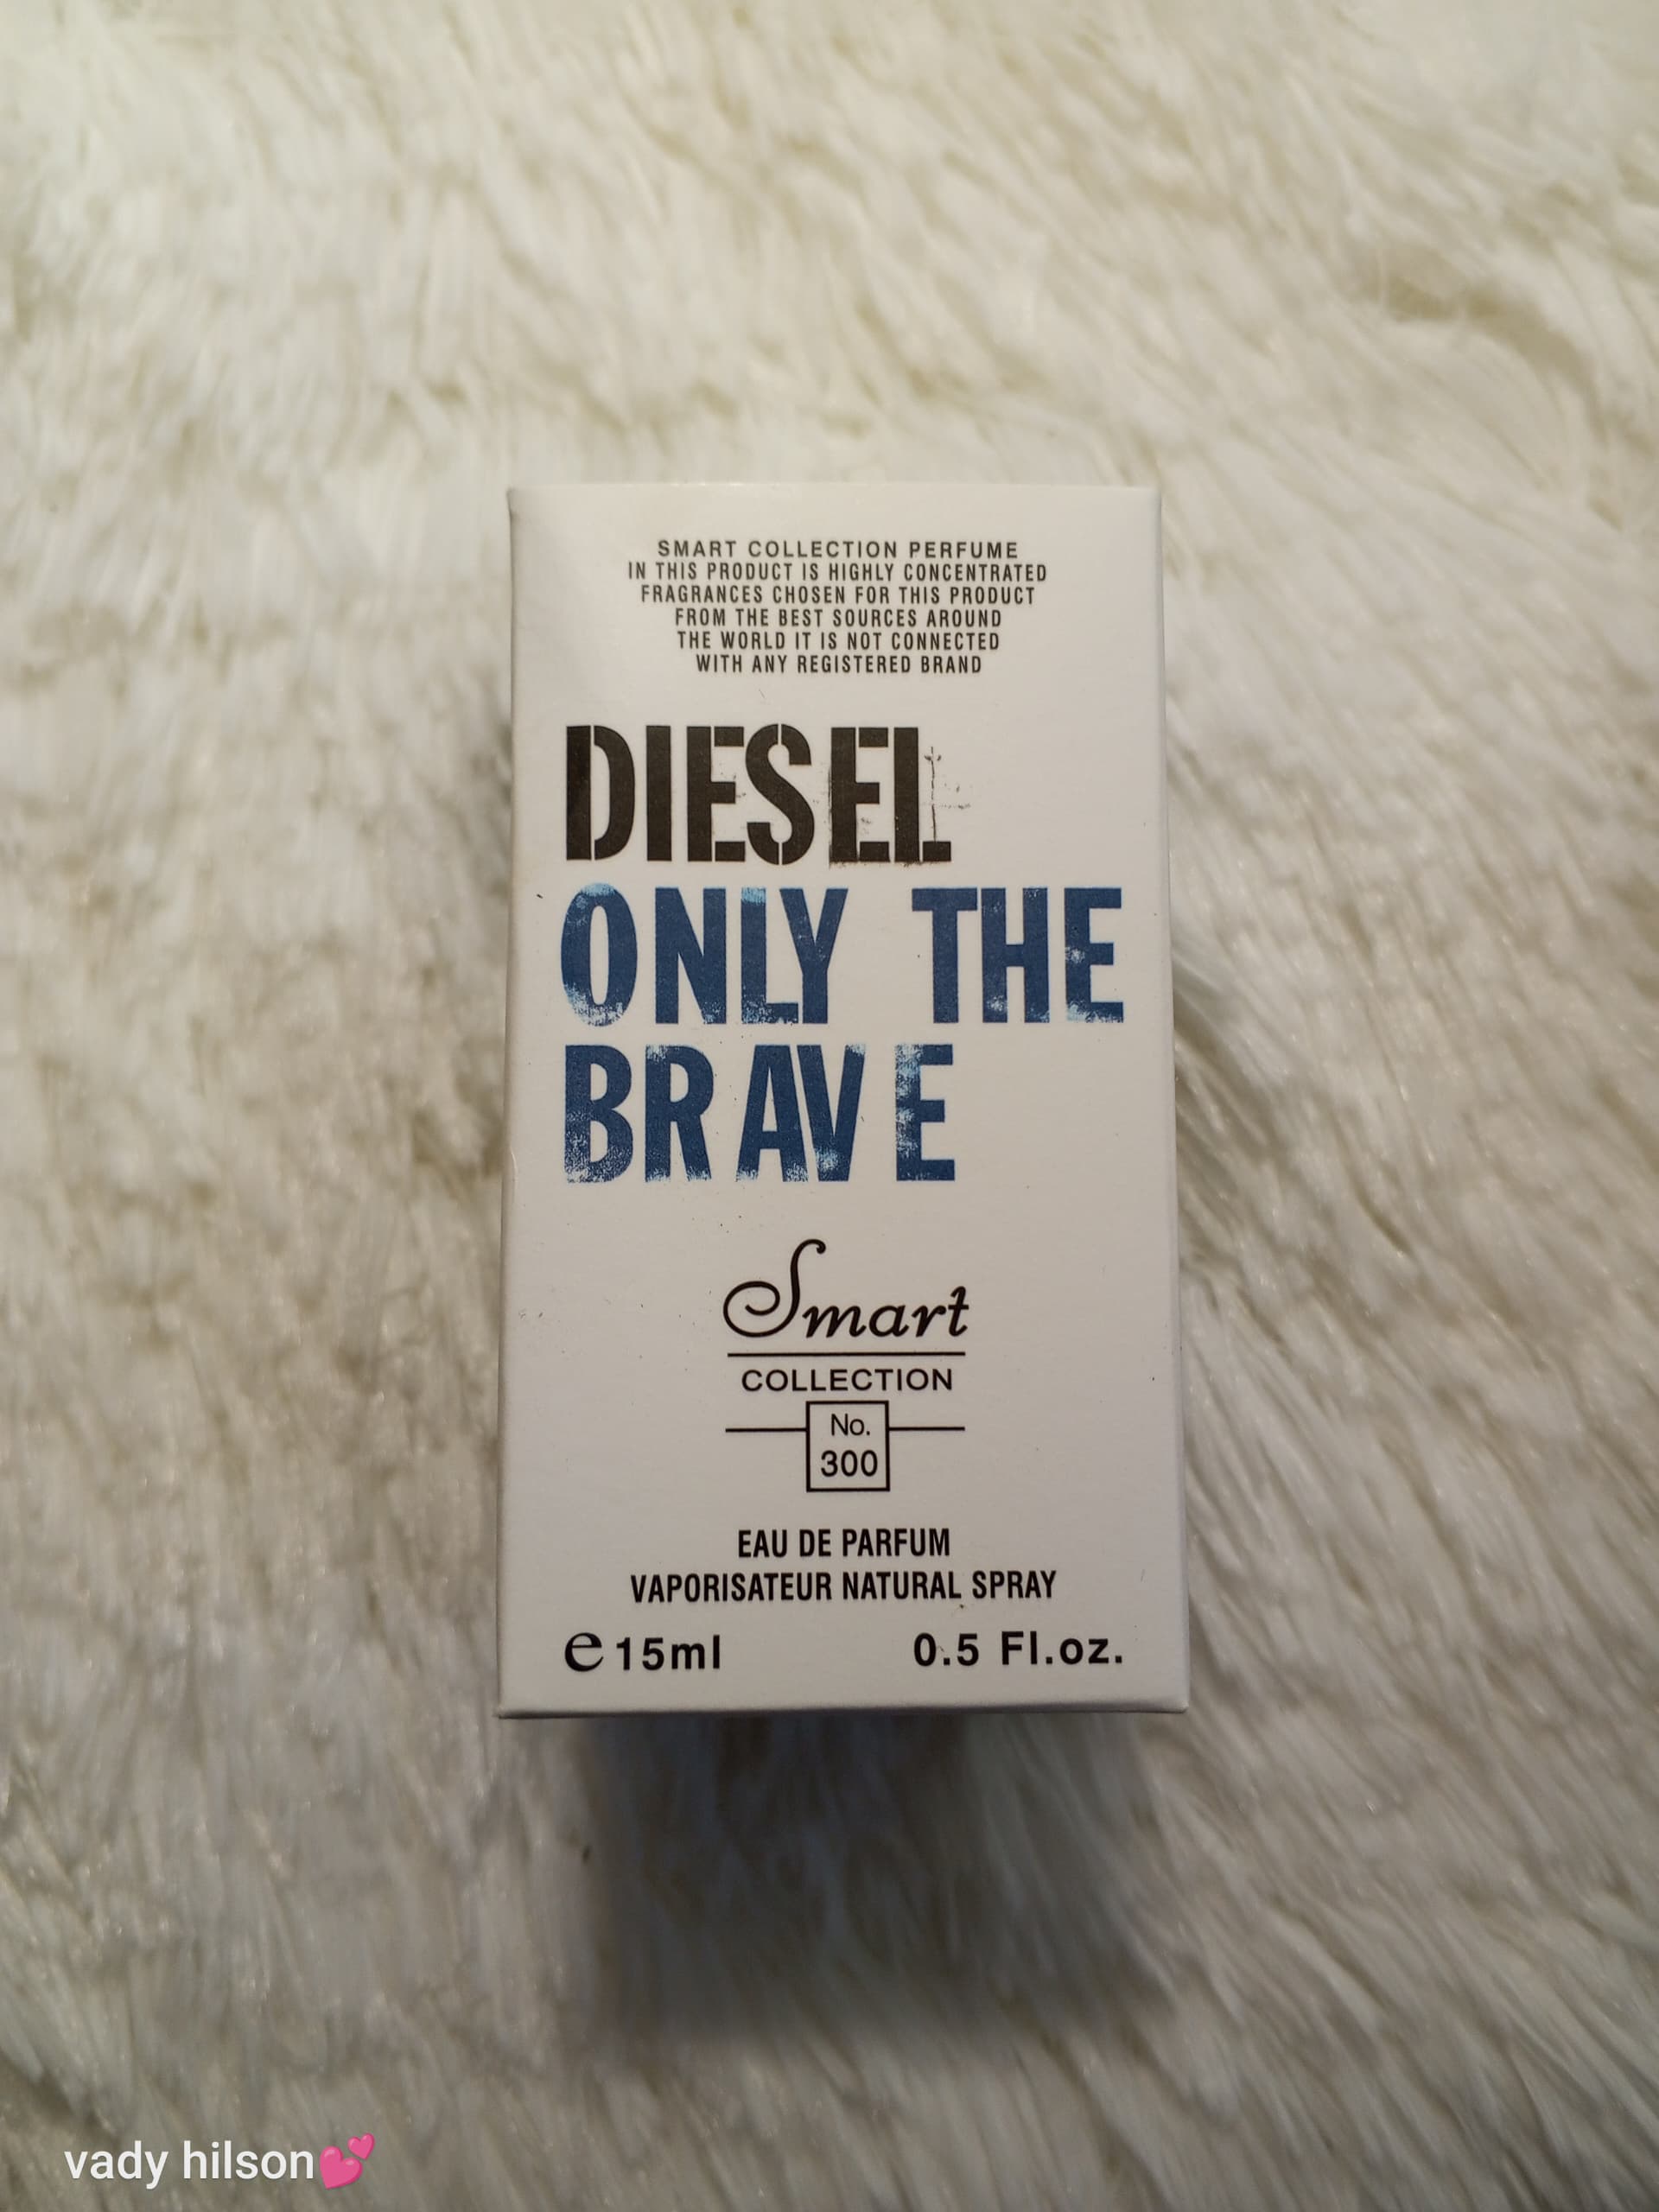 SMART COLLECTION PERFUME
IN THIS PRODUCT IS HIGHLY CONCENTRATED
FRAGRANCES CHOSEN FOR THIS PRODUCT
FROM THE BEST SOURCES AROUND
THE WORLD IT IS NOT CONNECTED
WITH ANY REGISTERED BRAND
DIESEL
ONLY THE
BRAVE
Smart
COLLECTION
No.
300
EAU DE PARFUM
VAPORISATEUR NATURAL SPRAY
℮15ml 0.5 Fl.oz.
vady hilson💕